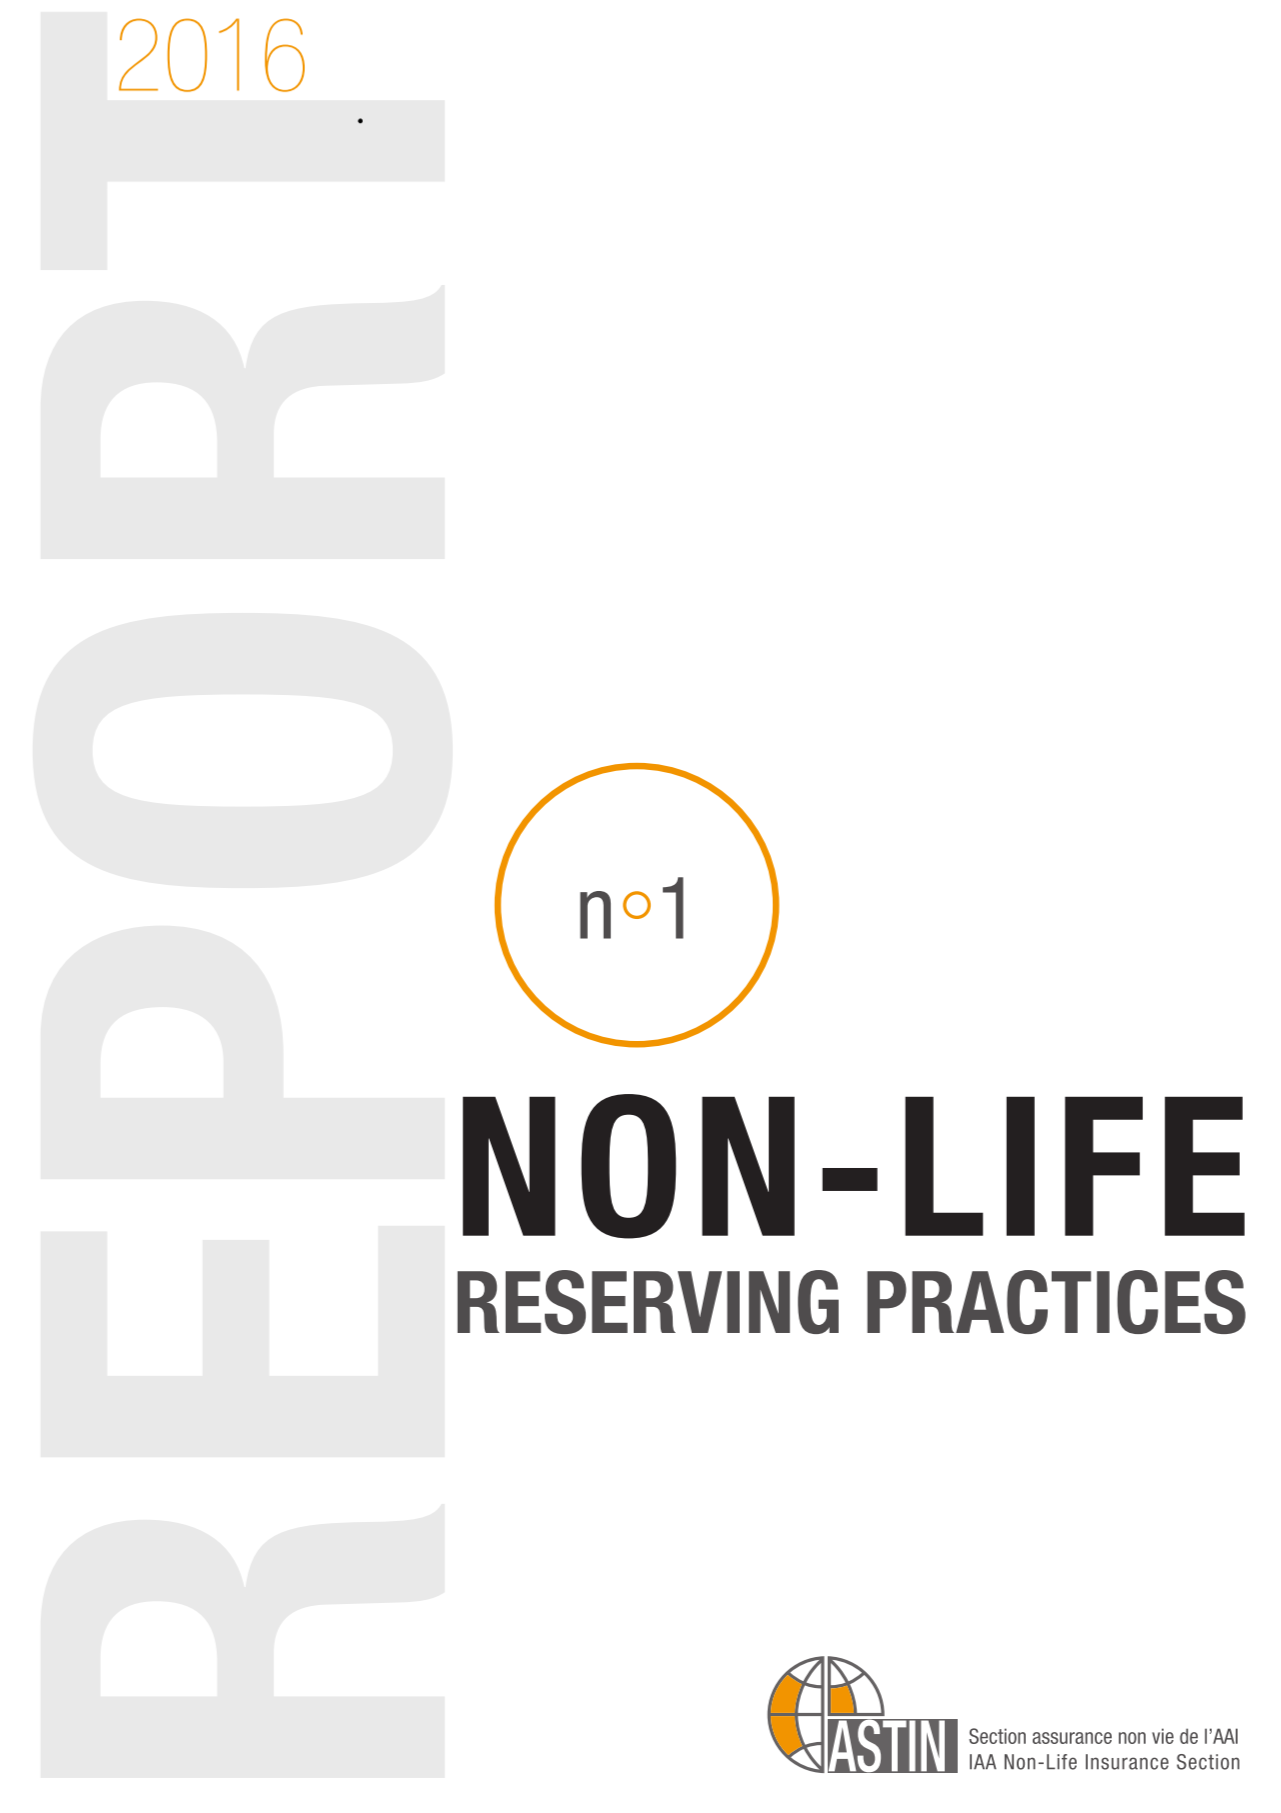 2016
REPORT
n°1
NON-LIFE
RESERVING PRACTICES
ASTIN
Section assurance non vie de l'AAI
IAA Non-Life Insurance Section